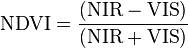 NDVI = (NIR − VIS) / (NIR + VIS)